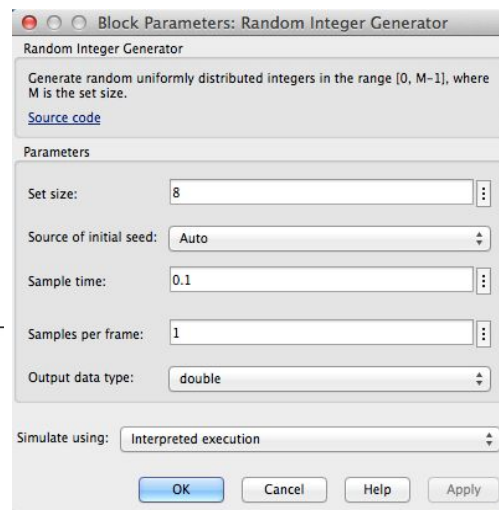 Block Parameters: Random Integer Generator
Random Integer Generator
Generate random uniformly distributed integers in the range [0, M-1], where
M is the set size.
Source code
Parameters
Set size: 8
Source of initial seed: Auto
Sample time: 0.1
Samples per frame: 1
Output data type: double
Simulate using: Interpreted execution
OK Cancel Help Apply